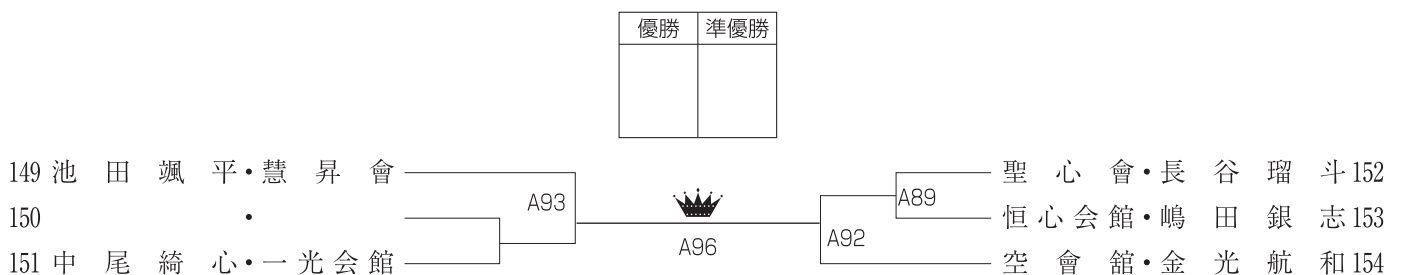 優勝 準優勝
149 池田颯平・慧昇會
150 ・
151 中尾綺心・一光会館
A93
A96
A89
A92
聖心會・長谷瑠斗 152
恒心会館・嶋田銀志 153
空會舘・金光航和 154